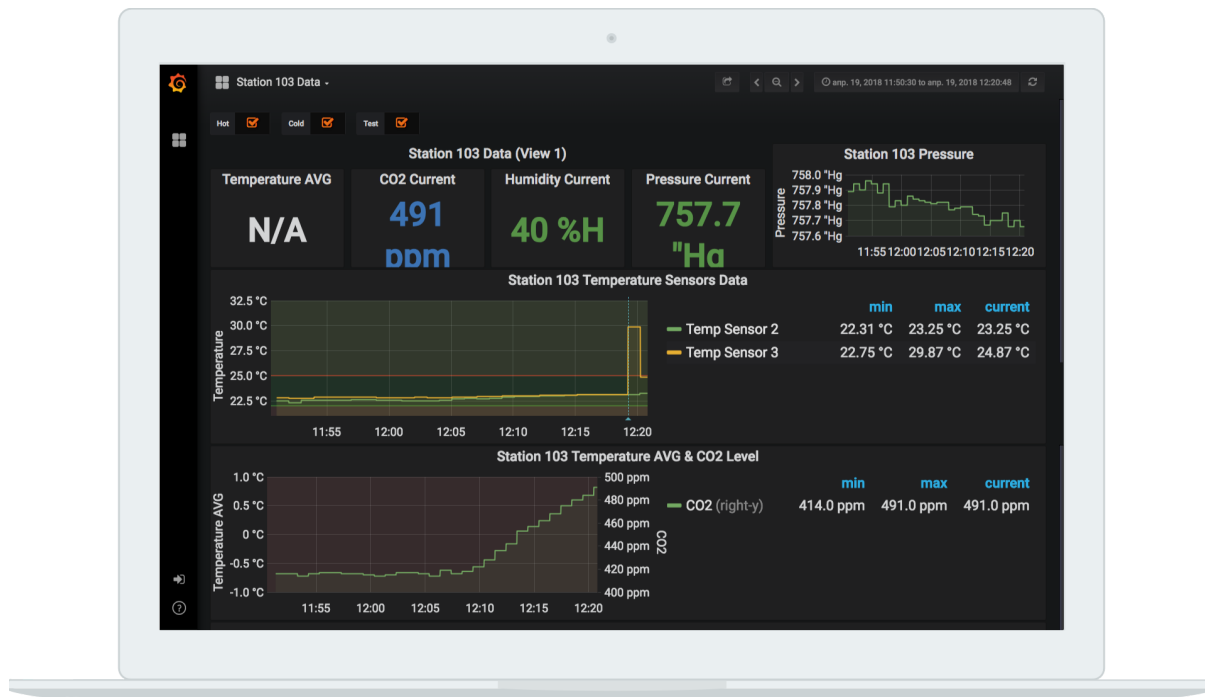 Station 103 Data
апр. 19, 2018 11:50:30 to апр. 19, 2018 12:20:48
Hot Cold Test
Station 103 Data (View 1)
Temperature AVG
N/A
CO2 Current
491
ppm
Humidity Current
40 %H
Pressure Current
757.7
"Hg
Station 103 Pressure
Pressure
758.0 "Hg
757.9 "Hg
757.8 "Hg
757.7 "Hg
757.6 "Hg
11:55 12:00 12:05 12:10 12:15 12:20
Station 103 Temperature Sensors Data
Temperature
32.5 °C
30.0 °C
27.5 °C
25.0 °C
22.5 °C
11:55 12:00 12:05 12:10 12:15 12:20
min max current
Temp Sensor 2 22.31 °C 23.25 °C 23.25 °C
Temp Sensor 3 22.75 °C 29.87 °C 24.87 °C
Station 103 Temperature AVG & CO2 Level
Temperature AVG
1.0 °C
0.5 °C
0 °C
-0.5 °C
-1.0 °C
500 ppm
480 ppm
460 ppm
440 ppm
420 ppm
400 ppm
CO2
11:55 12:00 12:05 12:10 12:15 12:20
min max current
CO2 (right-y) 414.0 ppm 491.0 ppm 491.0 ppm